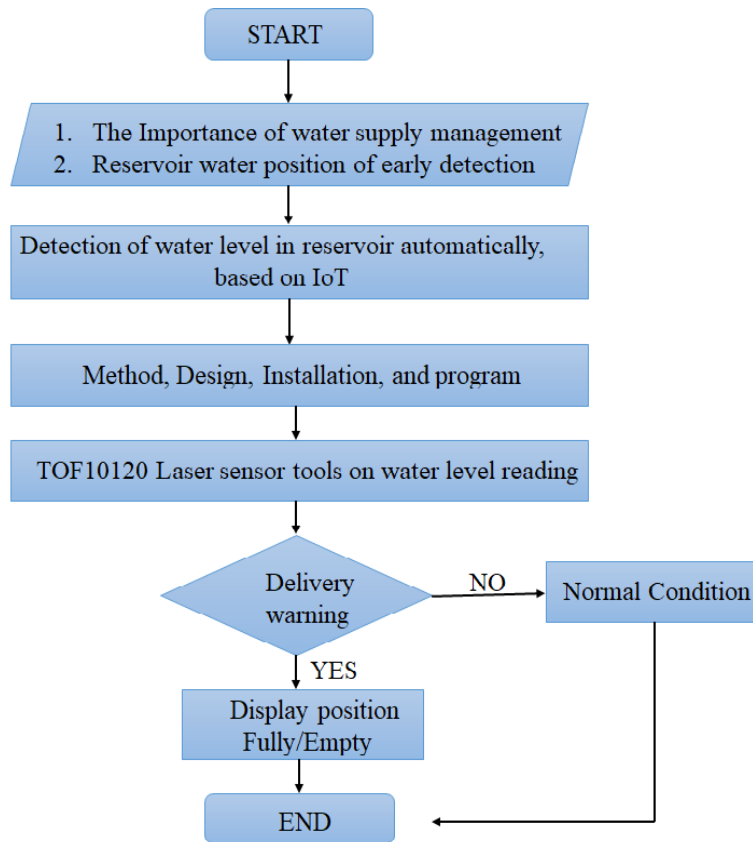 START
1. The Importance of water supply management
2. Reservoir water position of early detection
Detection of water level in reservoir automatically,
based on IoT
Method, Design, Installation, and program
TOF10120 Laser sensor tools on water level reading
Delivery
warning
NO
Normal Condition
YES
Display position
Fully/Empty
END